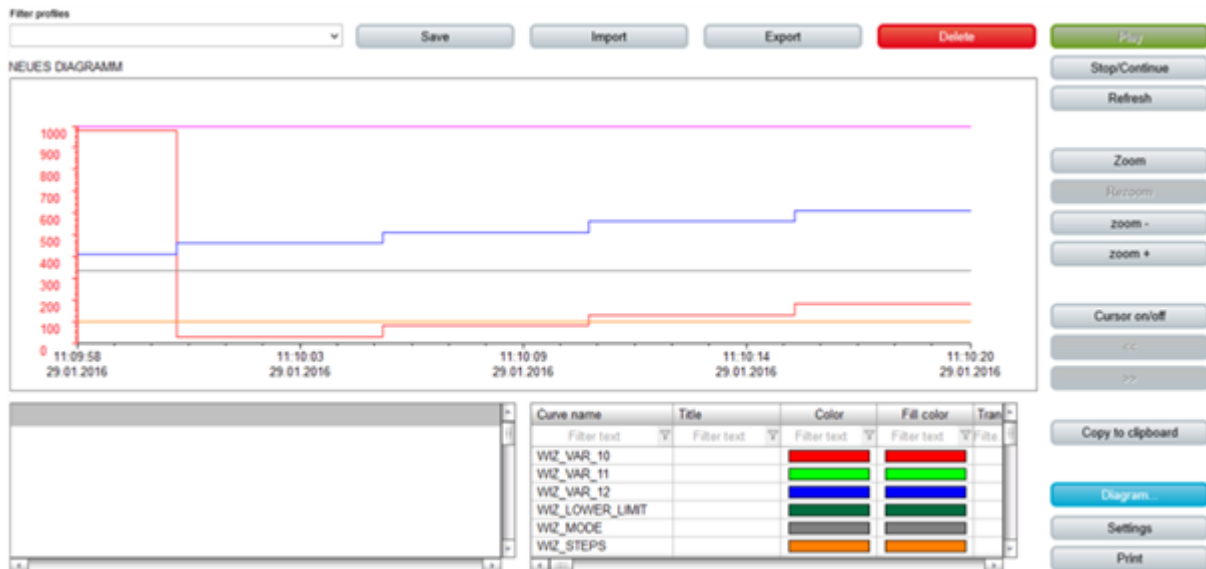 Filter profiles
Save Import Export Delete Play
NEUES DIAGRAMM
Stop/Continue
Refresh
Zoom
Rezoom
zoom -
zoom +
Cursor on/off
<<
>>
Copy to clipboard
Diagram...
Settings
Print
1000
900
800
700
600
500
400
300
200
100
0
11:09:58 11:10:03 11:10:09 11:10:14 11:10:20
29.01.2016 29.01.2016 29.01.2016 29.01.2016 29.01.2016
Curve name Title Color Fill color Tran
Filter text Filter text Filter text Filter text Filte...
WIZ_VAR_10
WIZ_VAR_11
WIZ_VAR_12
WIZ_LOWER_LIMIT
WIZ_MODE
WIZ_STEPS